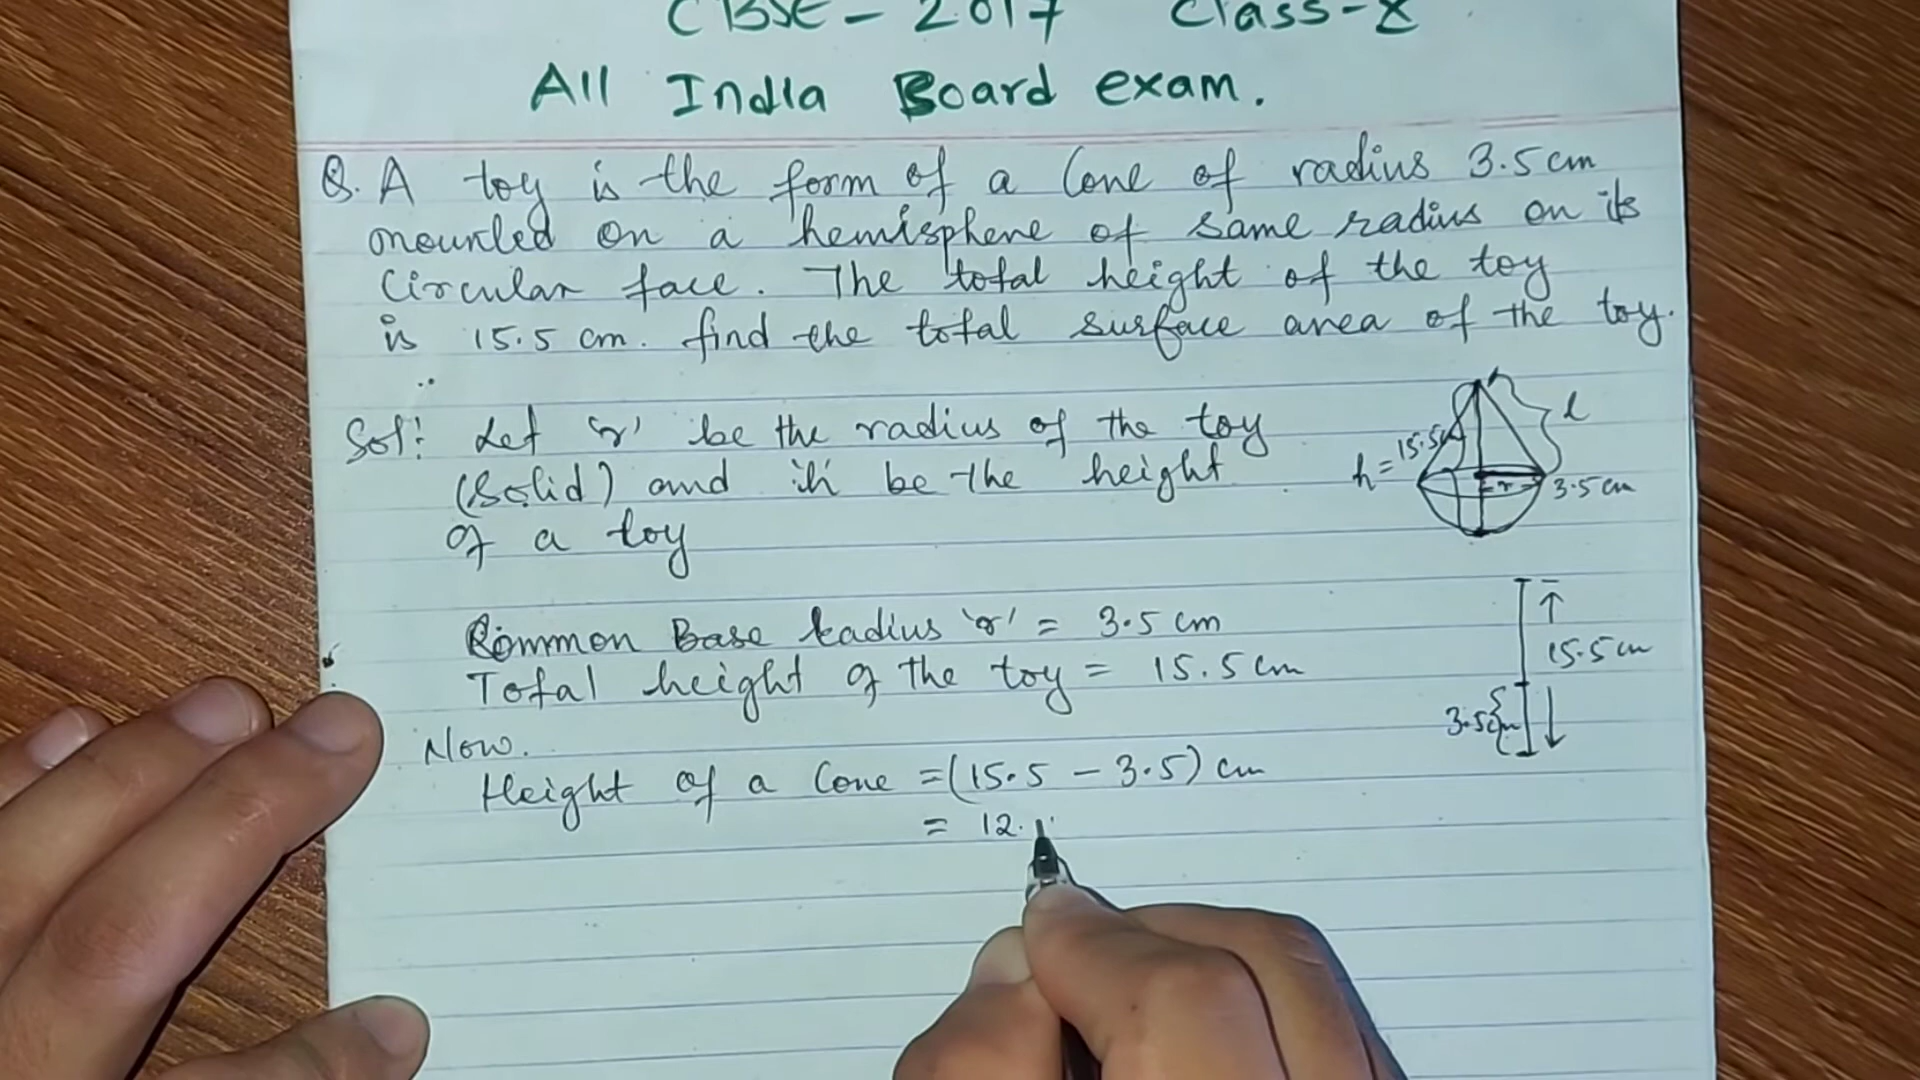 CBSE - 2017 Class-X
All India Board exam.
Q. A toy is the form of a Cone of radius 3.5 cm
mounted on a hemisphere of same radius on its
Circular face. The total height of the toy
is 15.5 cm. find the total surface area of the toy.
Sol: Let 'r' be the radius of the toy
(Solid) and 'h' be the height
of a toy
l
h = 15.5cm
r
3.5 cm
Common Base radius 'r' = 3.5 cm
Total height of the toy = 15.5 cm
15.5 cm
3.5cm
Now.
Height of a Cone = (15.5 - 3.5) cm
= 12.